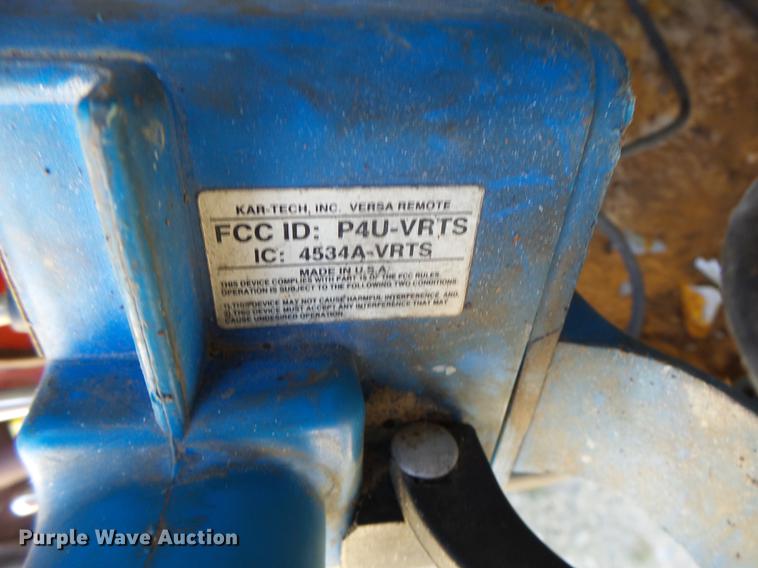 KAR-TECH, INC. VERSA REMOTE
FCC ID: P4U-VRTS
IC: 4534A-VRTS
MADE IN U.S.A.
THIS DEVICE COMPLIES WITH PART 15 OF THE FCC RULES
OPERATION IS SUBJECT TO THE FOLLOWING TWO CONDITIONS
1) THIS DEVICE MAY NOT CAUSE HARMFUL INTERFERENCE, AND
2) THIS DEVICE MUST ACCEPT ANY INTERFERENCE THAT MAY
CAUSE UNDESIRED OPERATION.
Purple Wave Auction